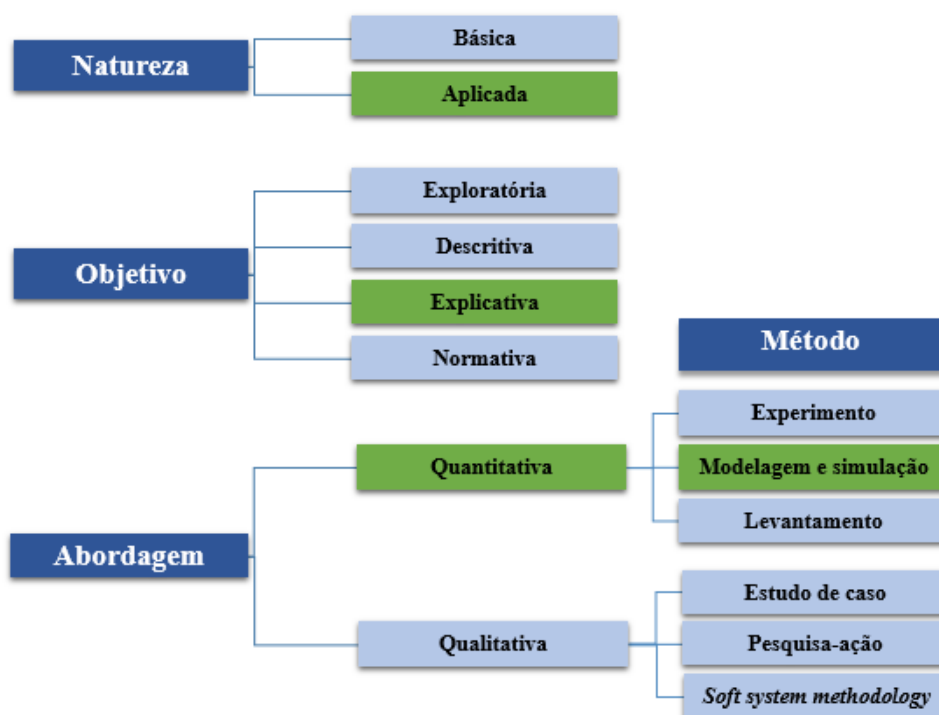 Natureza
Básica
Aplicada
Objetivo
Exploratória
Descritiva
Explicativa
Normativa
Método
Abordagem
Quantitativa
Experimento
Modelagem e simulação
Levantamento
Qualitativa
Estudo de caso
Pesquisa-ação
Soft system methodology